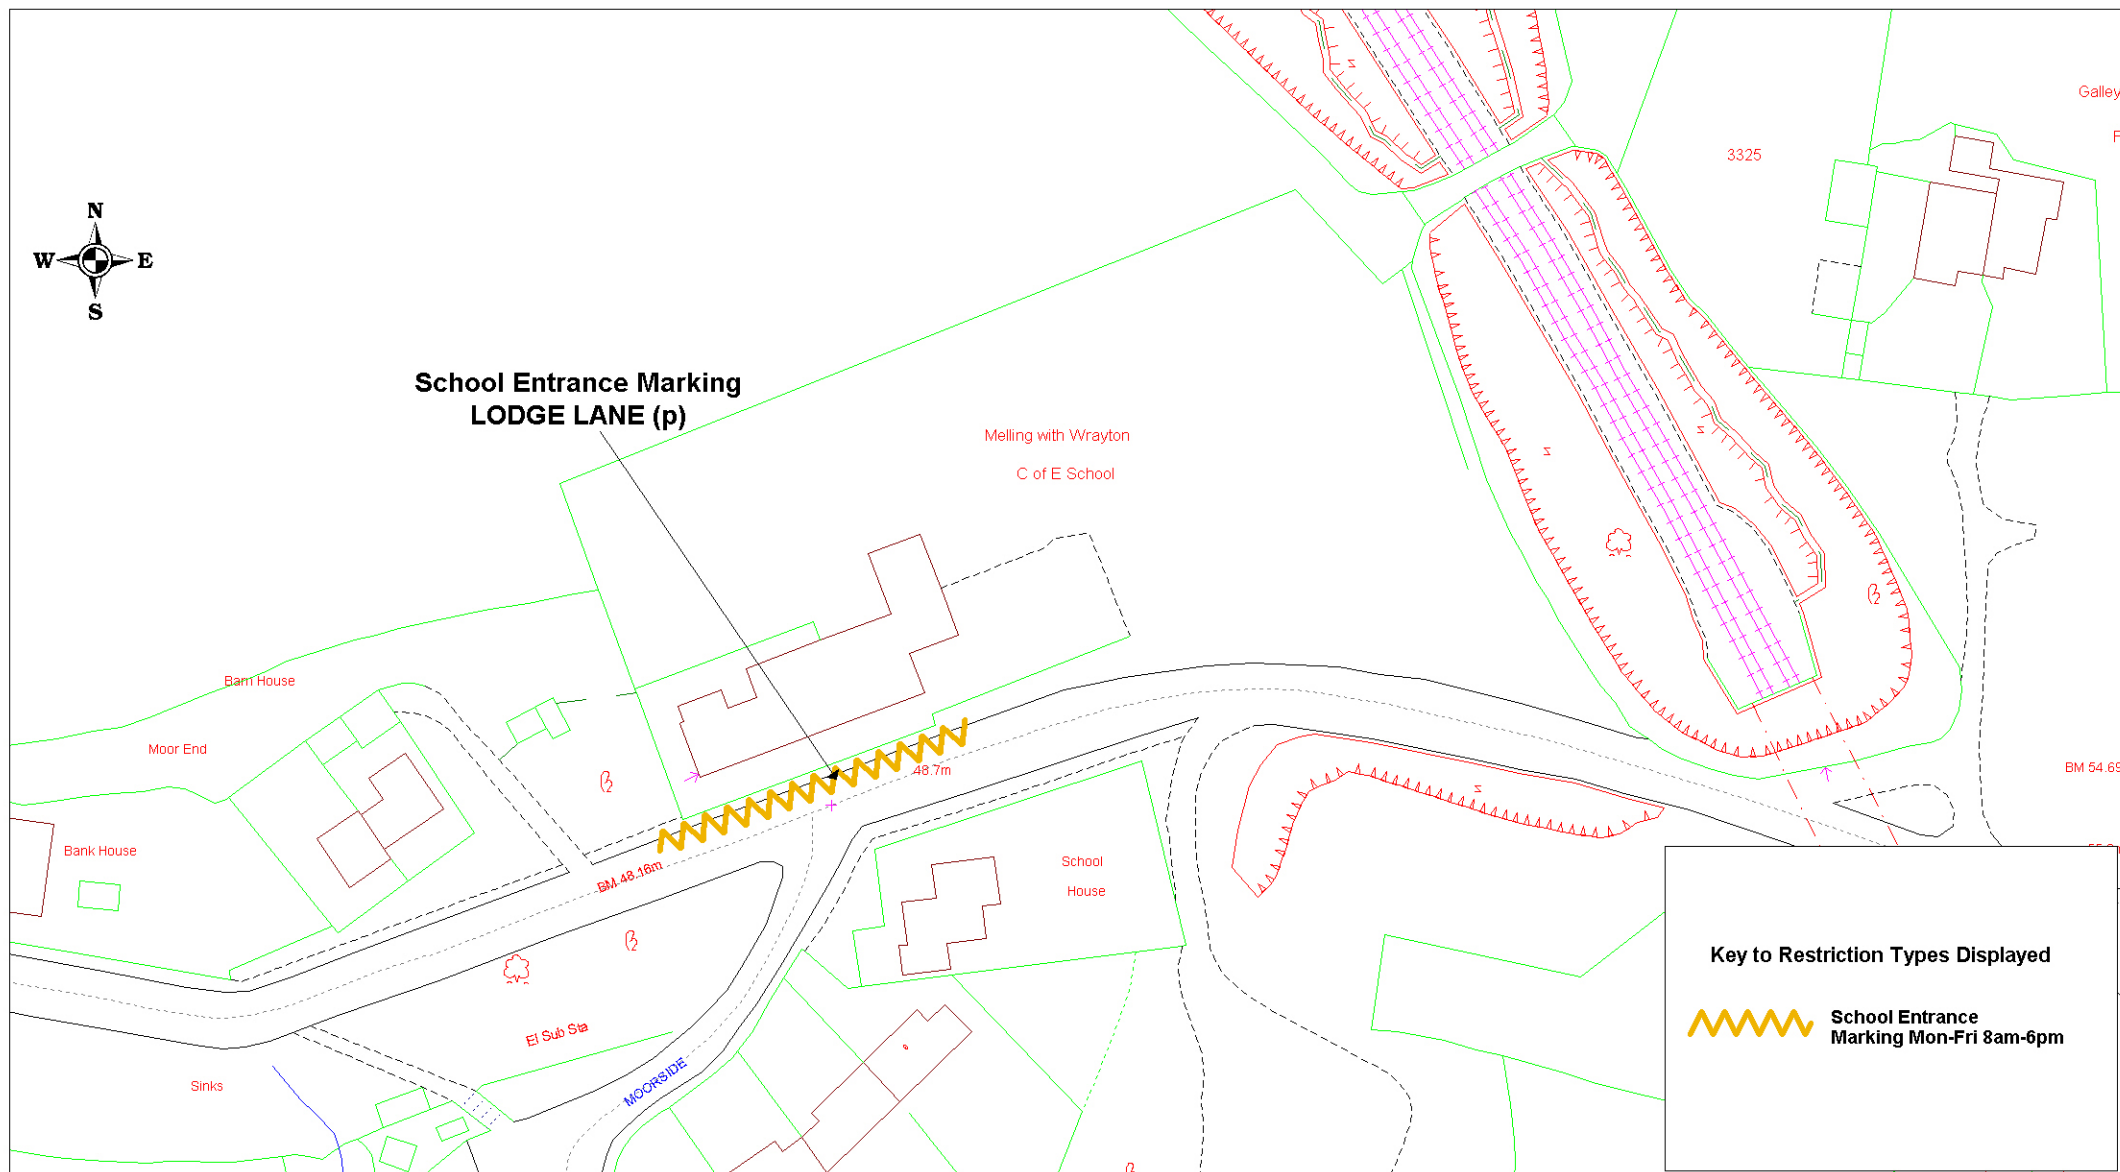 Galley
3325
N
W E
S
School Entrance Marking
LODGE LANE (p)
Melling with Wrayton
C of E School
Barn House
Moor End
48.7m
BM 54.69
Bank House
BM 48.16m
School
House
Key to Restriction Types Displayed
School Entrance
Marking Mon-Fri 8am-6pm
El Sub Sta
MOORSIDE
Sinks